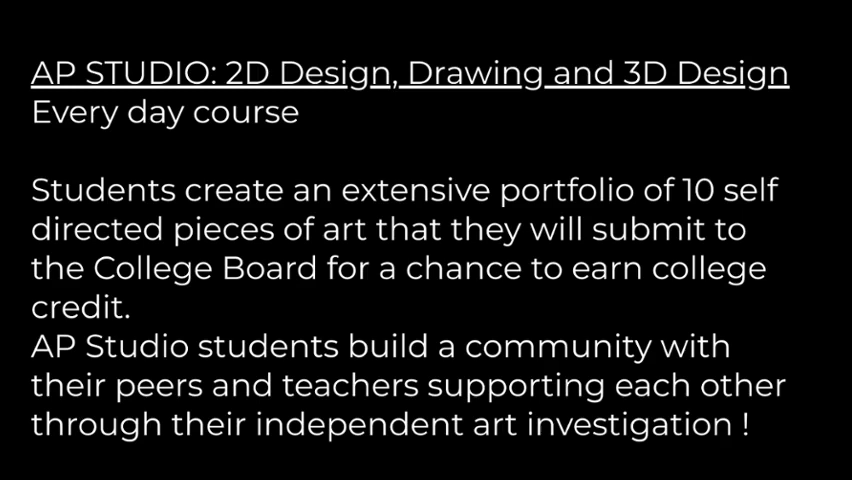 AP STUDIO: 2D Design, Drawing and 3D Design
Every day course
Students create an extensive portfolio of 10 self
directed pieces of art that they will submit to
the College Board for a chance to earn college
credit.
AP Studio students build a community with
their peers and teachers supporting each other
through their independent art investigation !